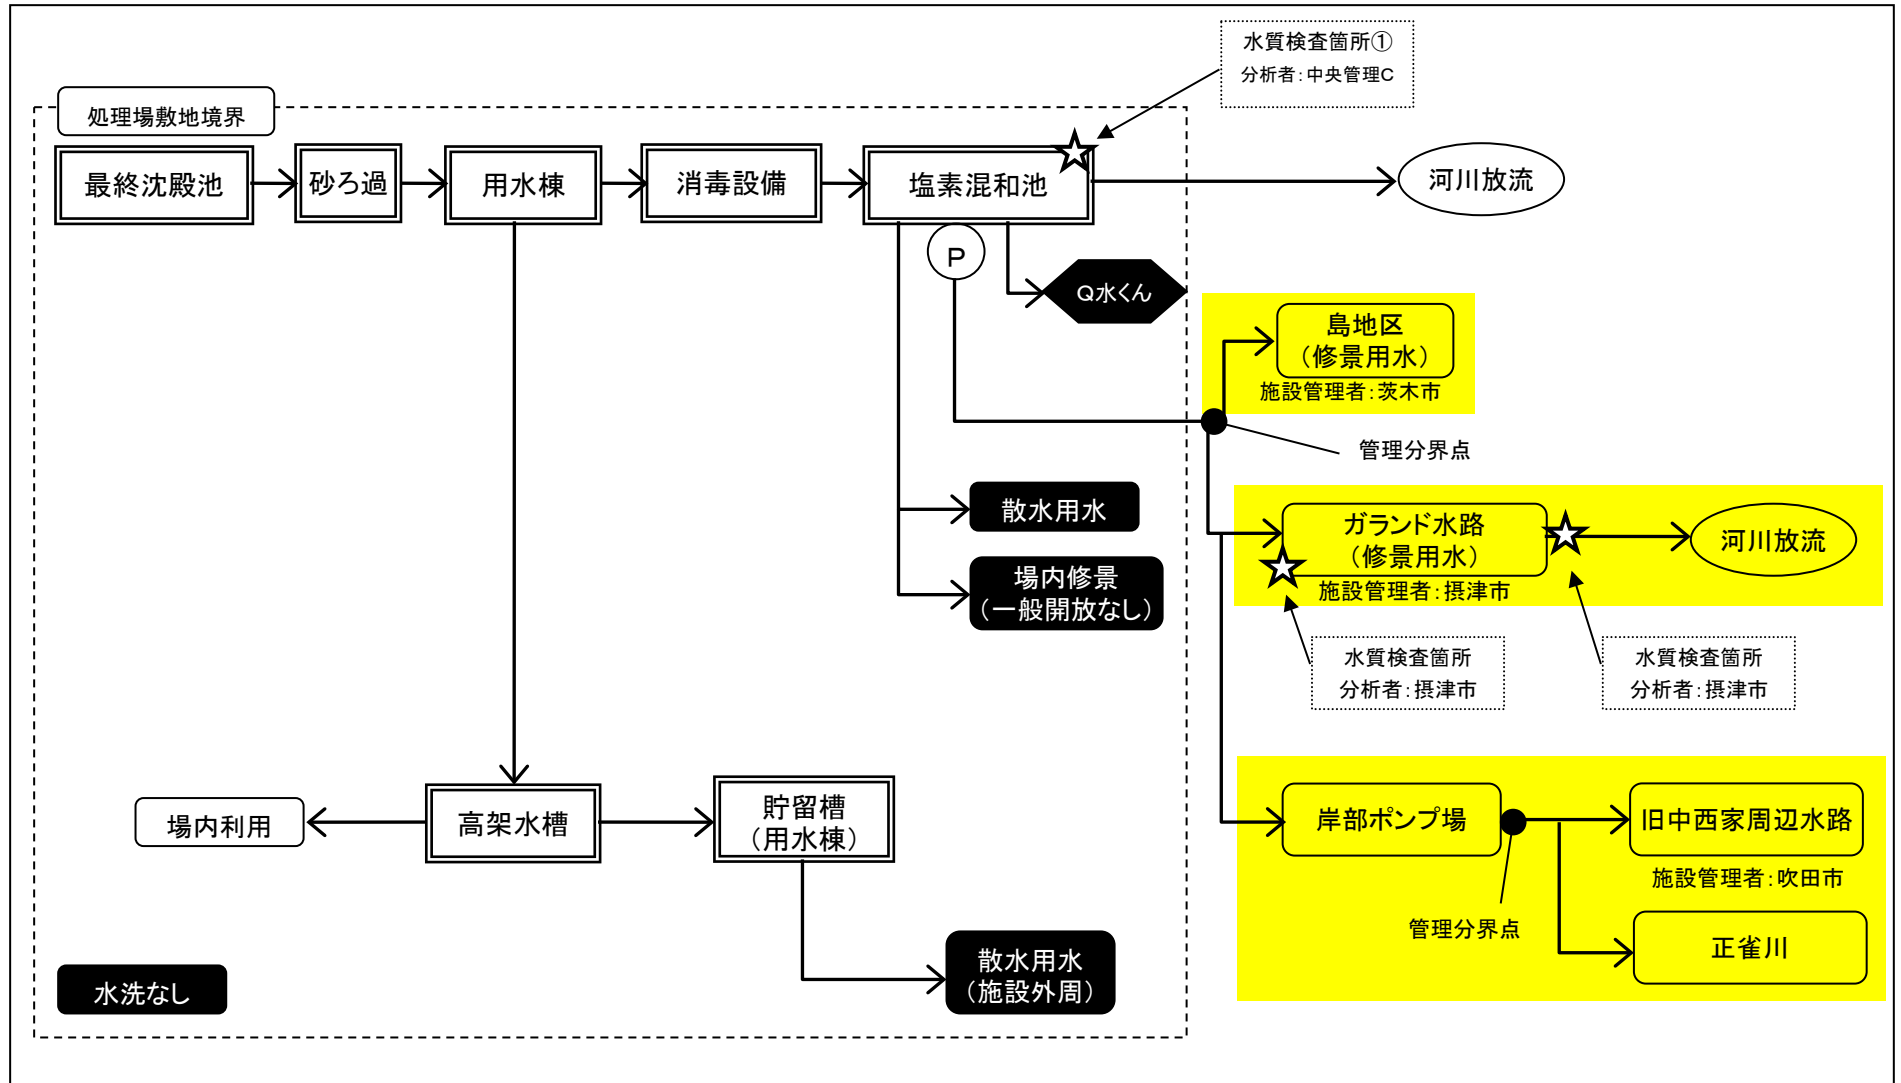 水質検査箇所①
分析者:中央管理C
処理場敷地境界
最終沈殿池
砂ろ過
用水棟
消毒設備
塩素混和池
河川放流
P
Q水くん
島地区
(修景用水)
施設管理者:茨木市
管理分界点
散水用水
ガランド水路
(修景用水)
施設管理者:摂津市
河川放流
場内修景
(一般開放なし)
水質検査箇所
分析者:摂津市
水質検査箇所
分析者:摂津市
場内利用
高架水槽
貯留槽
(用水棟)
岸部ポンプ場
旧中西家周辺水路
施設管理者:吹田市
管理分界点
正雀川
散水用水
(施設外周)
水洗なし